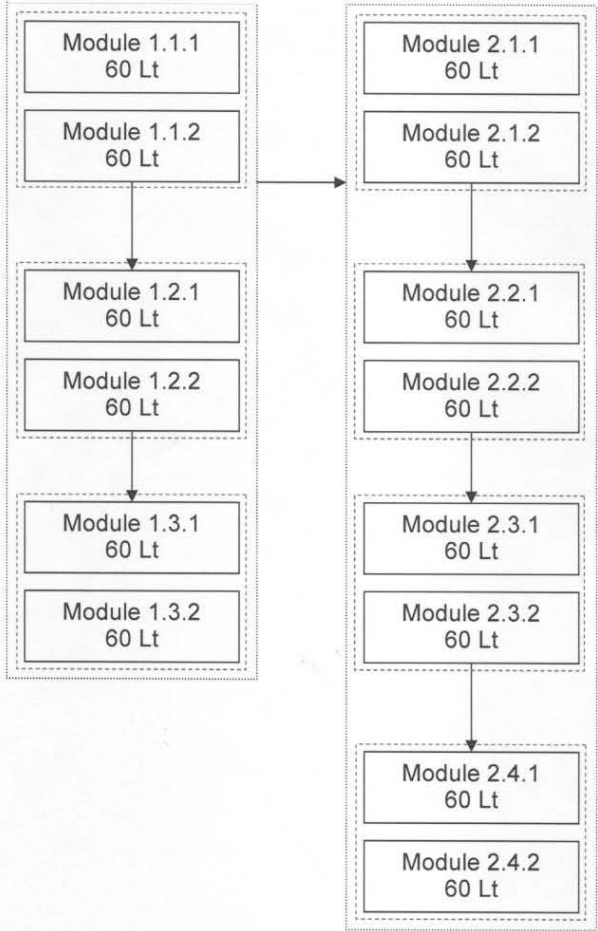 Module 1.1.1
60 Lt
Module 1.1.2
60 Lt
Module 1.2.1
60 Lt
Module 1.2.2
60 Lt
Module 1.3.1
60 Lt
Module 1.3.2
60 Lt
Module 2.1.1
60 Lt
Module 2.1.2
60 Lt
Module 2.2.1
60 Lt
Module 2.2.2
60 Lt
Module 2.3.1
60 Lt
Module 2.3.2
60 Lt
Module 2.4.1
60 Lt
Module 2.4.2
60 Lt